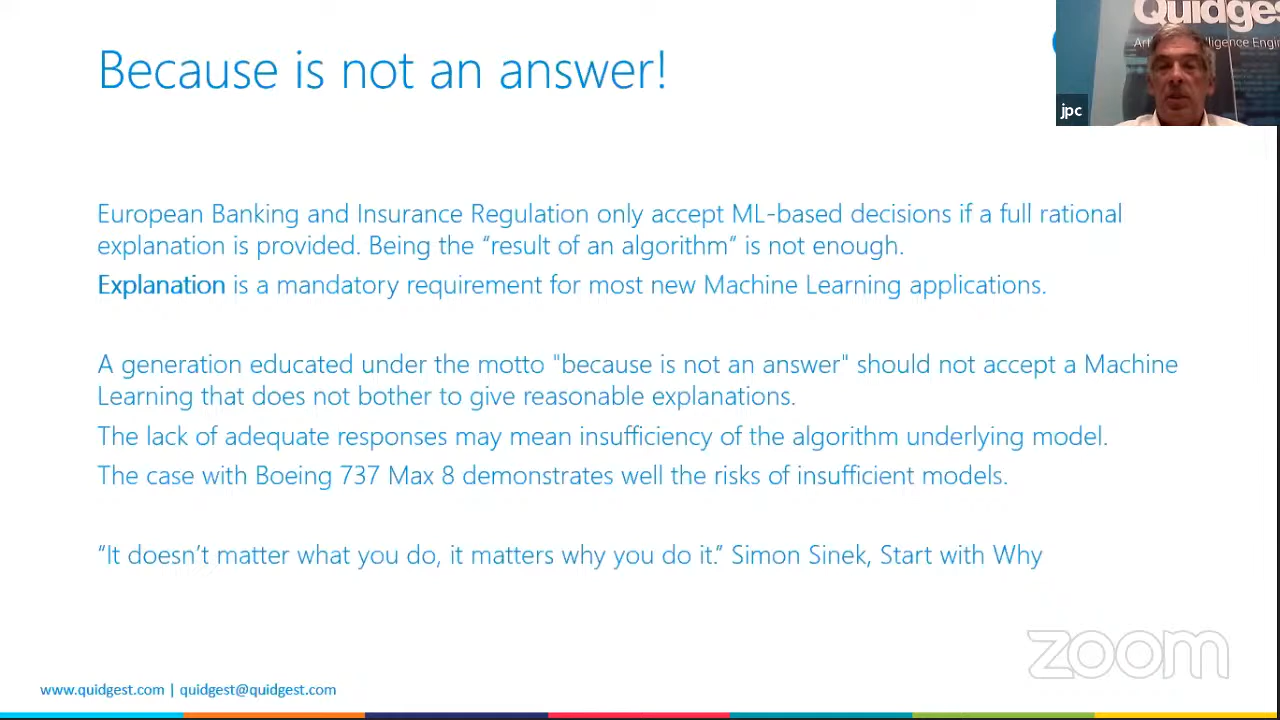 Because is not an answer!
Quidges
jpc
European Banking and Insurance Regulation only accept ML-based decisions if a full rational
explanation is provided. Being the “result of an algorithm“ is not enough.
Explanation is a mandatory requirement for most new Machine Learning applications.
A generation educated under the motto "because is not an answer" should not accept a Machine
Learning that does not bother to give reasonable explanations.
The lack of adequate responses may mean insufficiency of the algorithm underlying model.
The case with Boeing 737 Max 8 demonstrates well the risks of insufficient models.
“It doesn’t matter what you do, it matters why you do it.” Simon Sinek, Start with Why
zoom
www.quidgest.com | quidgest@quidgest.com